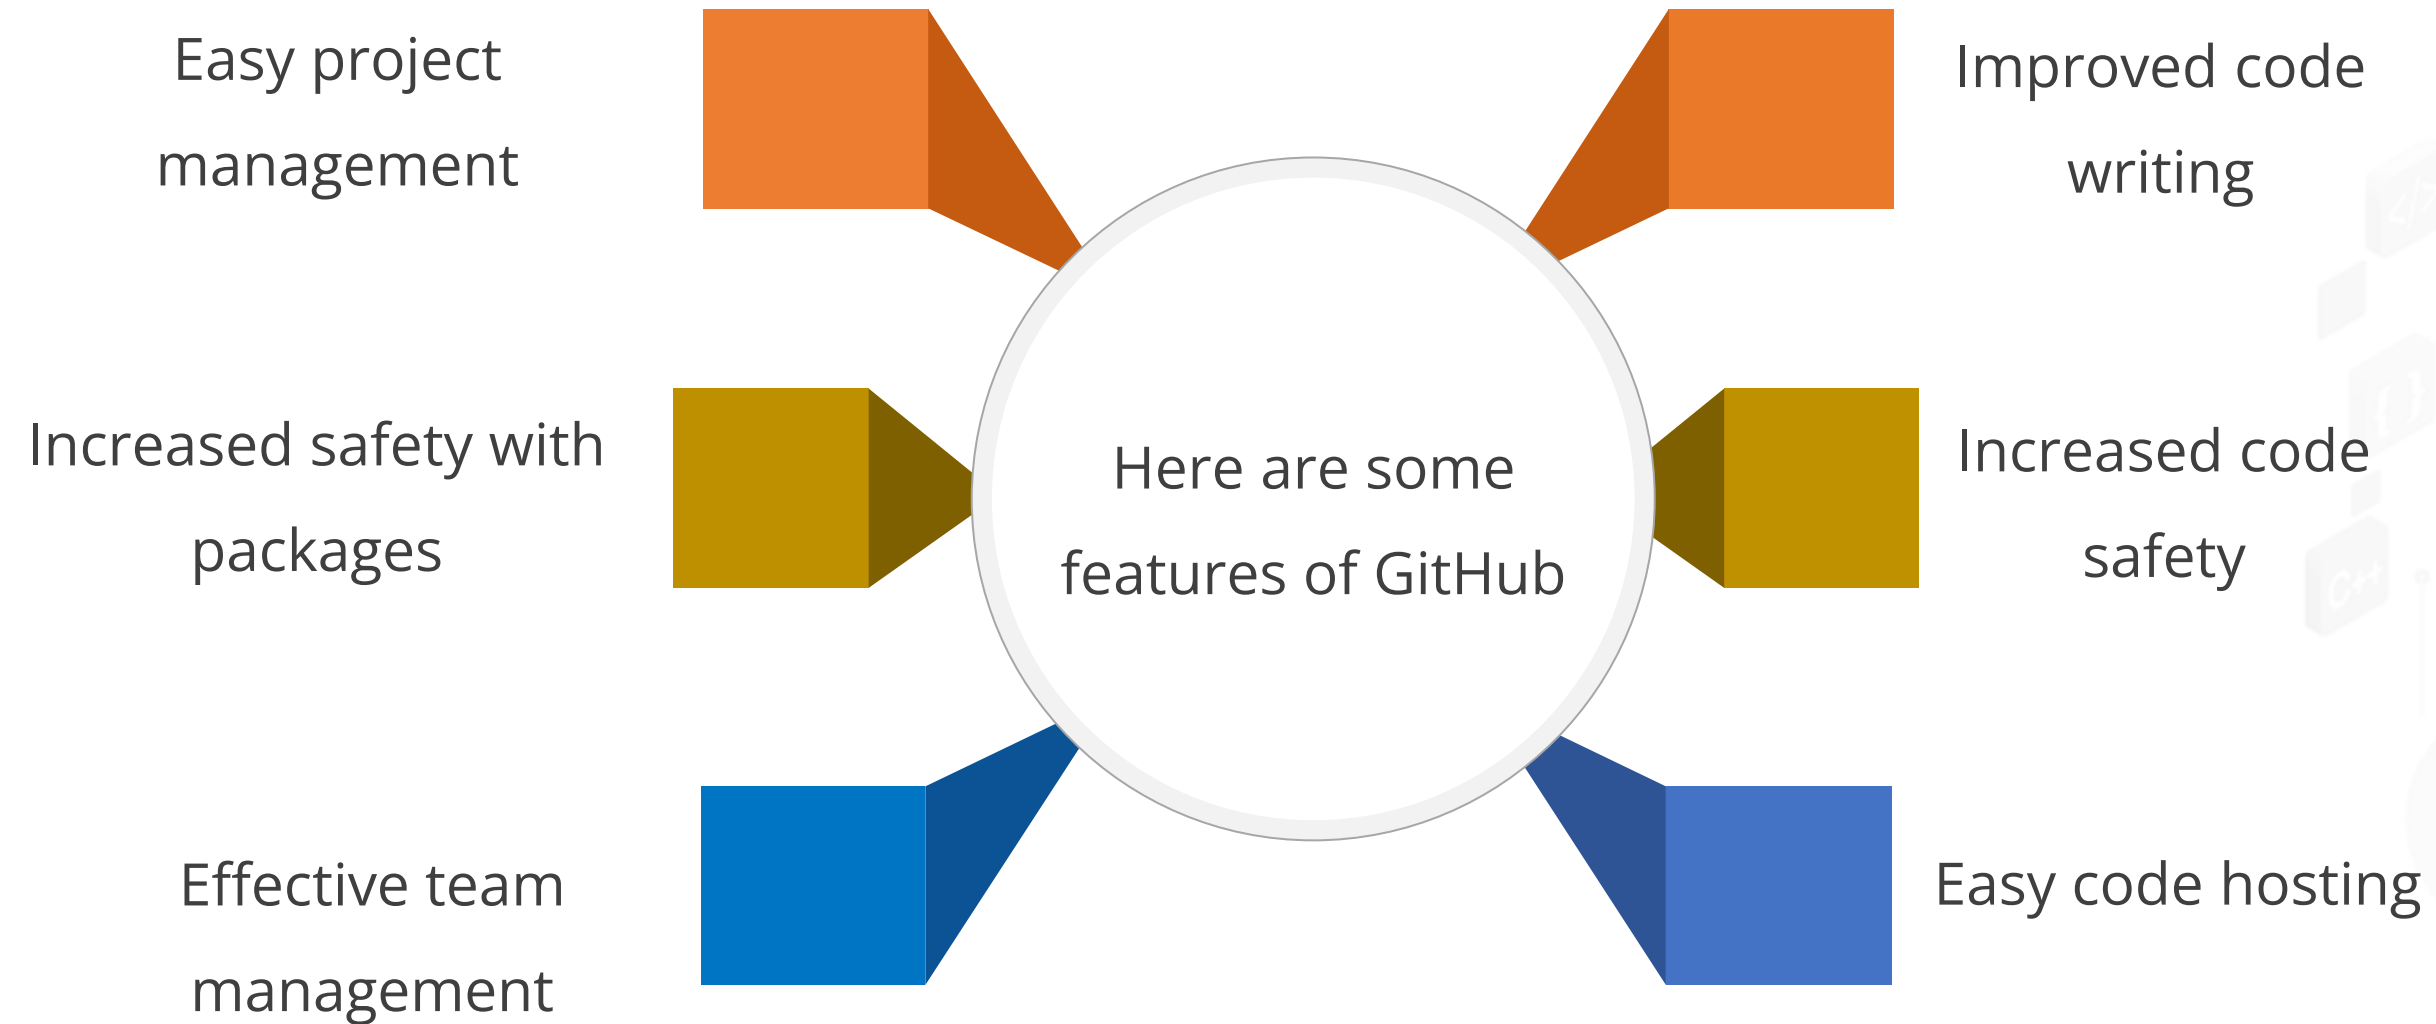 Easy project
management
Improved code
writing
Increased safety with
packages
Here are some
features of GitHub
Increased code
safety
Effective team
management
Easy code hosting
</>
{ }
C++